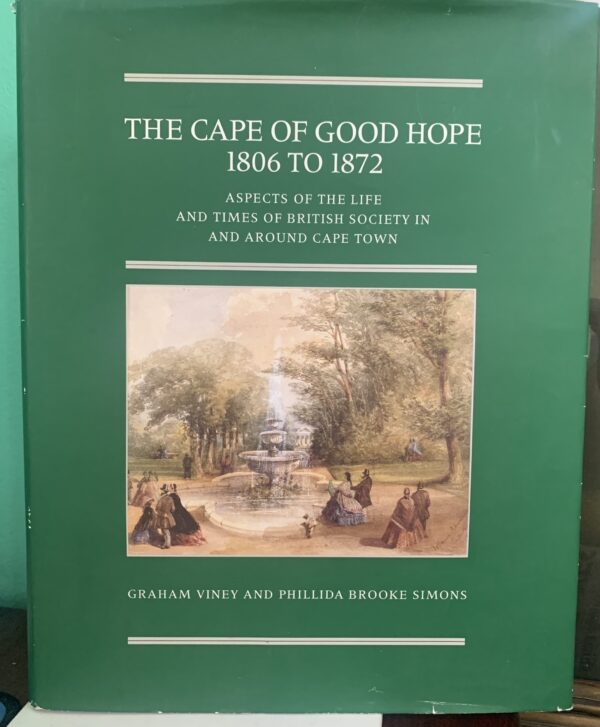 THE CAPE OF GOOD HOPE
1806 TO 1872
ASPECTS OF THE LIFE
AND TIMES OF BRITISH SOCIETY IN
AND AROUND CAPE TOWN
GRAHAM VINEY AND PHILLIDA BROOKE SIMONS